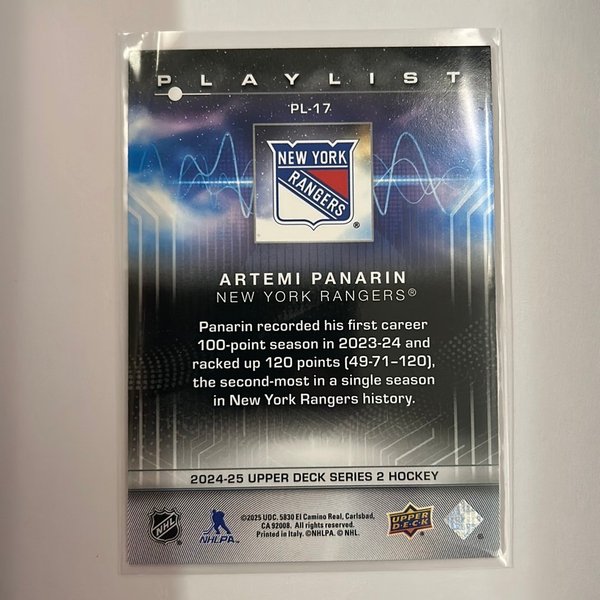 PLAYLIST
PL-17
NEW YORK
RANGERS
®
ARTEMI PANARIN
NEW YORK RANGERS®
Panarin recorded his first career
100-point season in 2023-24 and
racked up 120 points (49-71–120),
the second-most in a single season
in New York Rangers history.
2024-25 UPPER DECK SERIES 2 HOCKEY
NHL
NHLPA™
©2025 UDC. 5830 El Camino Real, Carlsbad,
CA 92008. All rights reserved.
Printed in Italy. ©NHLPA. © NHL.
UPPER
DECK